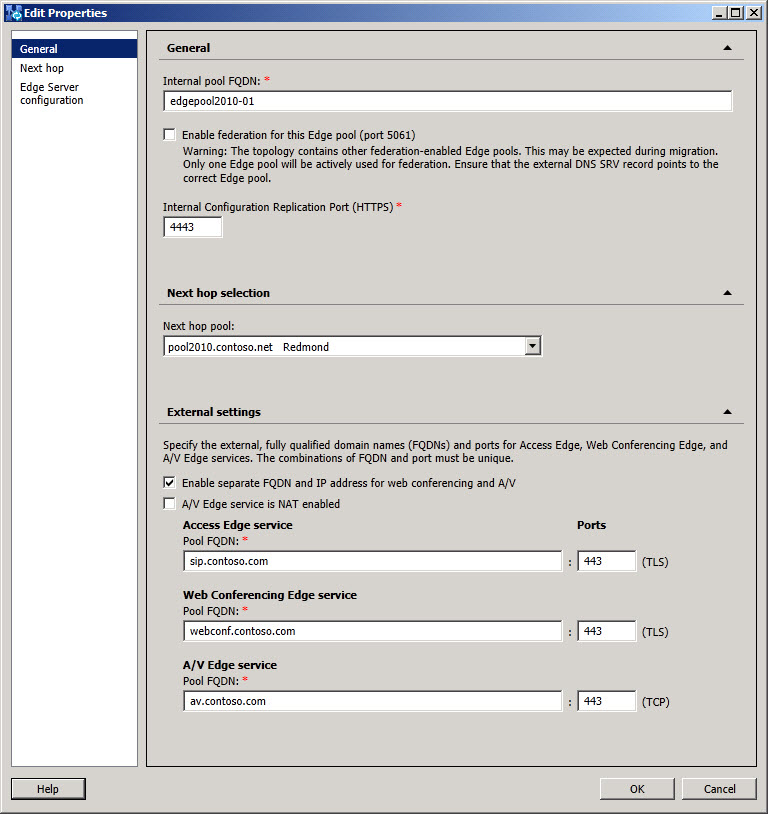 Edit Properties
General
Next hop
Edge Server
configuration
General
Internal pool FQDN: *
edgepool2010-01
Enable federation for this Edge pool (port 5061)
Warning: The topology contains other federation-enabled Edge pools. This may be expected during migration.
Only one Edge pool will be actively used for federation. Ensure that the external DNS SRV record points to the
correct Edge pool.
Internal Configuration Replication Port (HTTPS) *
4443
Next hop selection
Next hop pool:
pool2010.contoso.net Redmond
External settings
Specify the external, fully qualified domain names (FQDNs) and ports for Access Edge, Web Conferencing Edge, and
A/V Edge services. The combinations of FQDN and port must be unique.
Enable separate FQDN and IP address for web conferencing and A/V
A/V Edge service is NAT enabled
Access Edge service Ports
Pool FQDN: *
sip.contoso.com : 443 (TLS)
Web Conferencing Edge service
Pool FQDN: *
webconf.contoso.com : 443 (TLS)
A/V Edge service
Pool FQDN: *
av.contoso.com : 443 (TCP)
Help OK Cancel